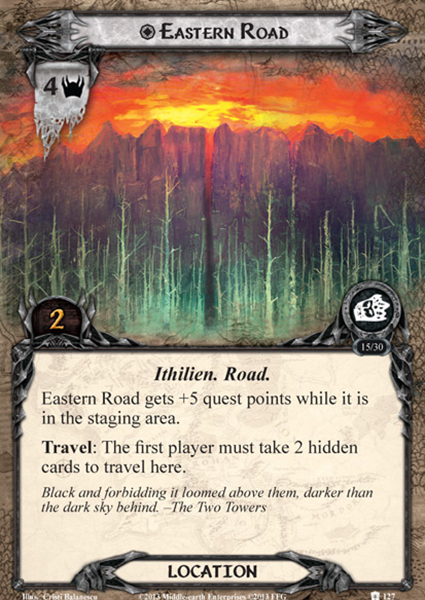 Eastern Road
4
2
15/30
Ithilien. Road.
Eastern Road gets +5 quest points while it is
in the staging area.
Travel: The first player must take 2 hidden
cards to travel here.
Black and forbidding it loomed above them, darker than
the dark sky behind. –The Two Towers
LOCATION
Illus. Cristi Balanescu ©2013 Middle-earth Enterprises ©2013 FFG 127